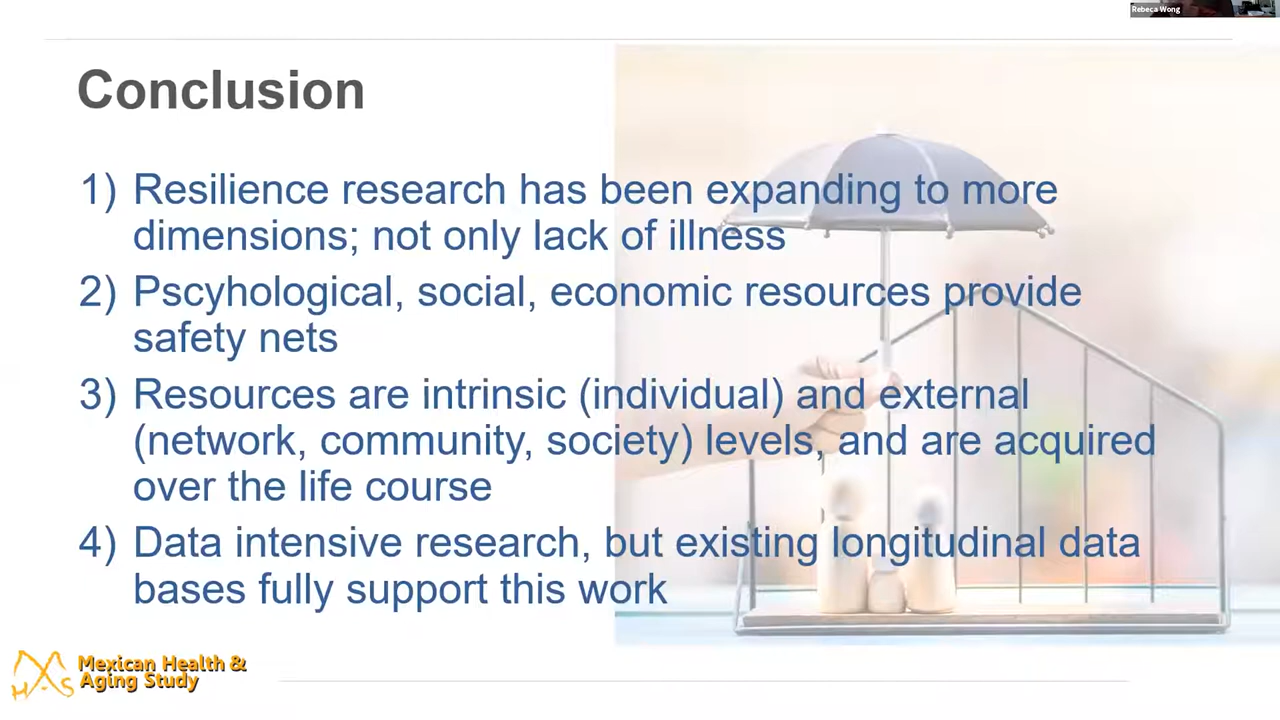 Rebeca Wong
Conclusion
1) Resilience research has been expanding to more
dimensions; not only lack of illness
2) Pscyhological, social, economic resources provide
safety nets
3) Resources are intrinsic (individual) and external
(network, community, society) levels, and are acquired
over the life course
4) Data intensive research, but existing longitudinal data
bases fully support this work
Mexican Health &
Aging Study